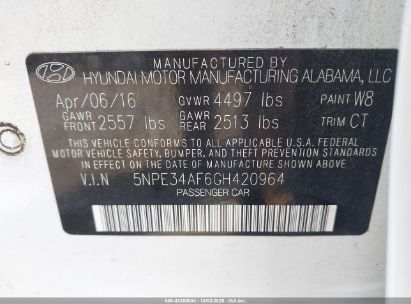 MANUFACTURED BY
HYUNDAI MOTOR MANUFACTURING ALABAMA, LLC
Apr/06/16 GVWR 4497 lbs PAINT W8
GAWR FRONT 2557 lbs GAWR REAR 2513 lbs TRIM CT
THIS VEHICLE CONFORMS TO ALL APPLICABLE U.S. FEDERAL
MOTOR VEHICLE SAFETY, BUMPER, AND THEFT PREVENTION STANDARDS
IN EFFECT ON THE DATE OF MANUFACTURE SHOWN ABOVE.
V.I.N 5NPE34AF6GH420964
PASSENGER CAR